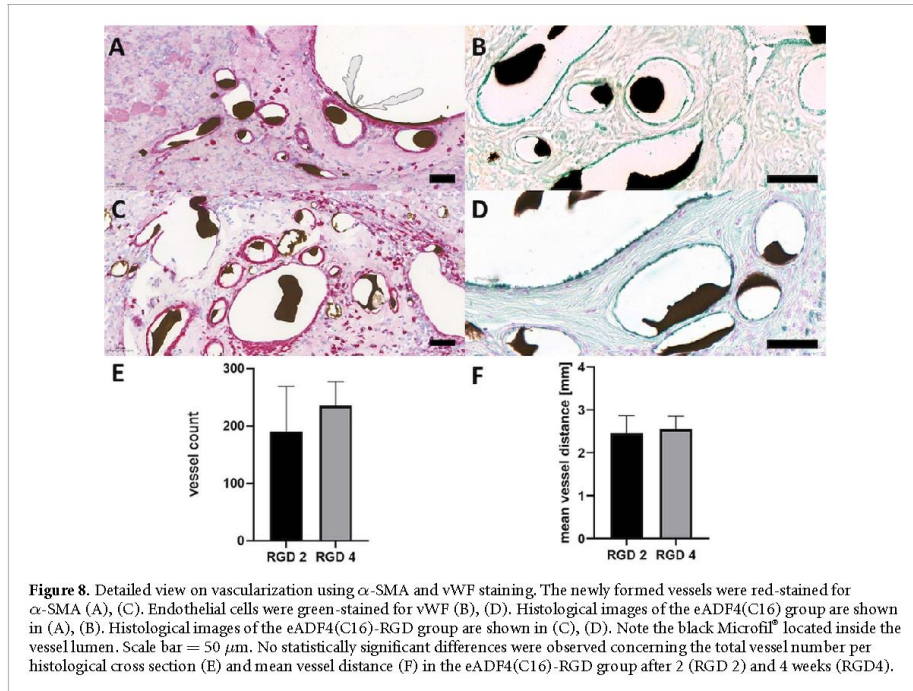 A
B
C
D
E
F
300
200
100
0
vessel count
RGD 2 RGD 4
4
3
2
1
0
mean vessel distance [mm]
RGD 2 RGD 4
Figure 8. Detailed view on vascularization using α-SMA and vWF staining. The newly formed vessels were red-stained for
α-SMA (A), (C). Endothelial cells were green-stained for vWF (B), (D). Histological images of the eADF4(C16) group are shown
in (A), (B). Histological images of the eADF4(C16)-RGD group are shown in (C), (D). Note the black Microfil® located inside the
vessel lumen. Scale bar = 50 μm. No statistically significant differences were observed concerning the total vessel number per
histological cross section (E) and mean vessel distance (F) in the eADF4(C16)-RGD group after 2 (RGD 2) and 4 weeks (RGD4).